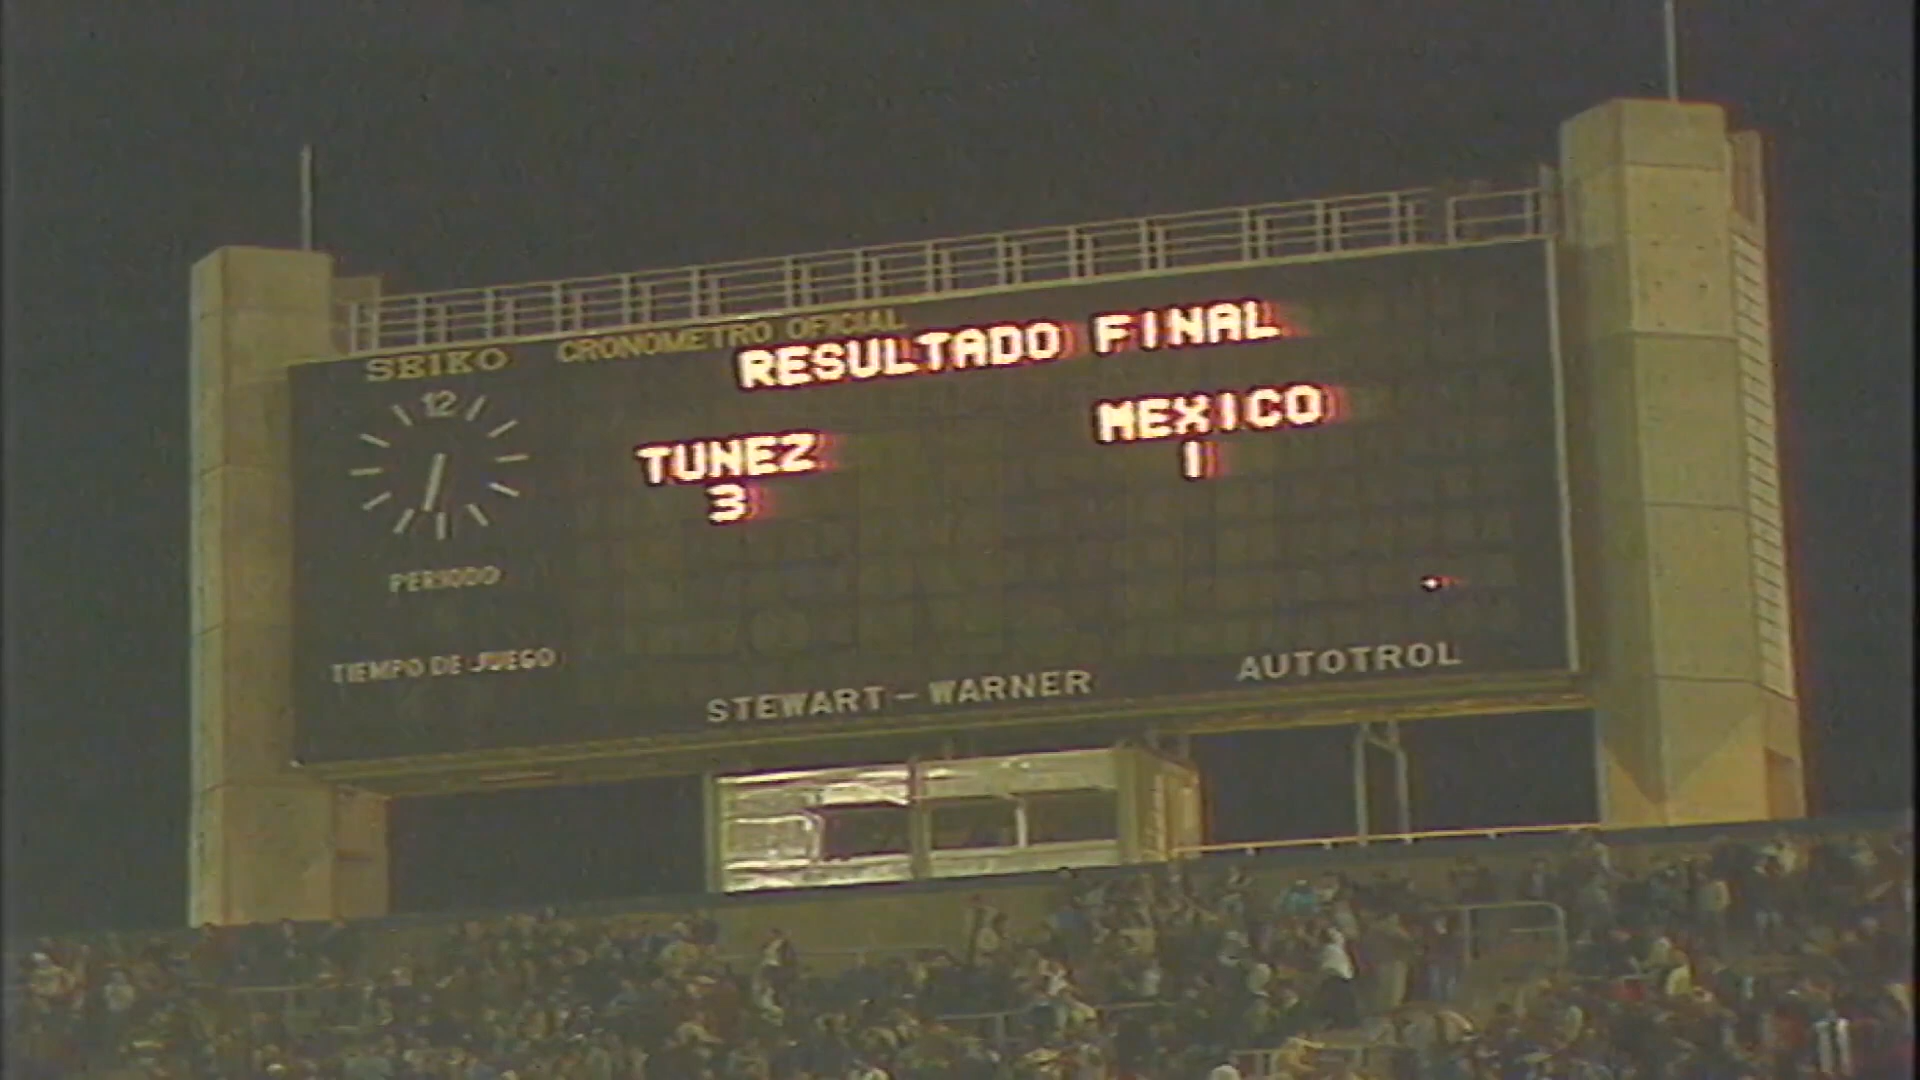 SEIKO CRONOMETRO OFICIAL
RESULTADO FINAL
12
TUNEZ MEXICO
3 1
PERIODO
TIEMPO DE JUEGO
STEWART - WARNER AUTOTROL